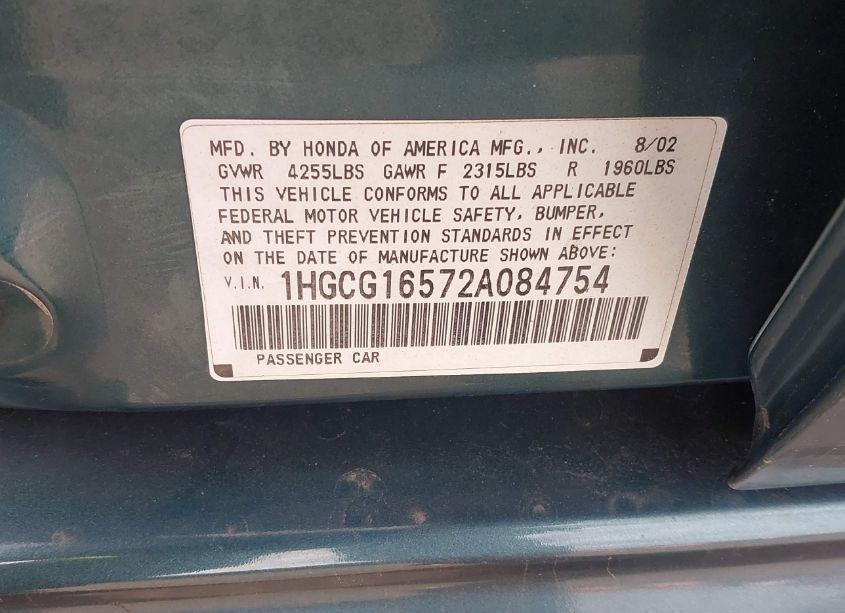 MFD. BY HONDA OF AMERICA MFG., INC. 8/02
GVWR 4255LBS GAWR F 2315LBS R 1960LBS
THIS VEHICLE CONFORMS TO ALL APPLICABLE
FEDERAL MOTOR VEHICLE SAFETY, BUMPER,
AND THEFT PREVENTION STANDARDS IN EFFECT
ON THE DATE OF MANUFACTURE SHOWN ABOVE:
V.I.N. 1HGCG16572A084754
PASSENGER CAR